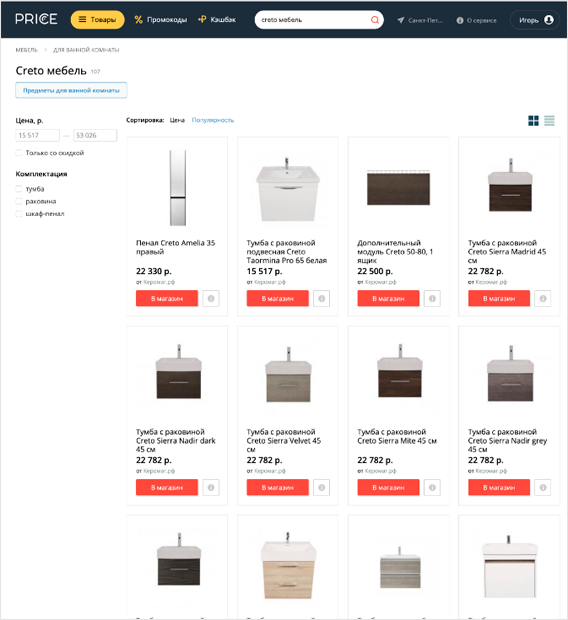 PRICE
Товары
Промокоды
Кэшбэк
creto мебель
Санкт-Пет...
О сервисе
Игорь
МЕБЕЛЬ > ДЛЯ ВАННОЙ КОМНАТЫ
Creto мебель 107
Предметы для ванной комнаты
Цена, р.
15 517 — 53 026
Только со скидкой
Комплектация
тумба
раковина
шкаф-пенал
Сортировка: Цена Популярность
Пенал Creto Amelia 35
правый
22 330 р.
от Керомаг.рф
В магазин
Тумба с раковиной
подвесная Creto
Taormina Pro 65 белая
15 517 р.
от Керомаг.рф
В магазин
Дополнительный
модуль Creto 50-80, 1
ящик
22 500 р.
от Керомаг.рф
В магазин
Тумба с раковиной
Creto Sierra Madrid 45
см
22 782 р.
от Керомаг.рф
В магазин
Тумба с раковиной
Creto Sierra Nadir dark
45 см
22 782 р.
от Керомаг.рф
В магазин
Тумба с раковиной
Creto Sierra Velvet 45
см
22 782 р.
от Керомаг.рф
В магазин
Тумба с раковиной
Creto Sierra Mite 45 см
22 782 р.
от Керомаг.рф
В магазин
Тумба с раковиной
Creto Sierra Nadir grey
45 см
22 782 р.
от Керомаг.рф
В магазин